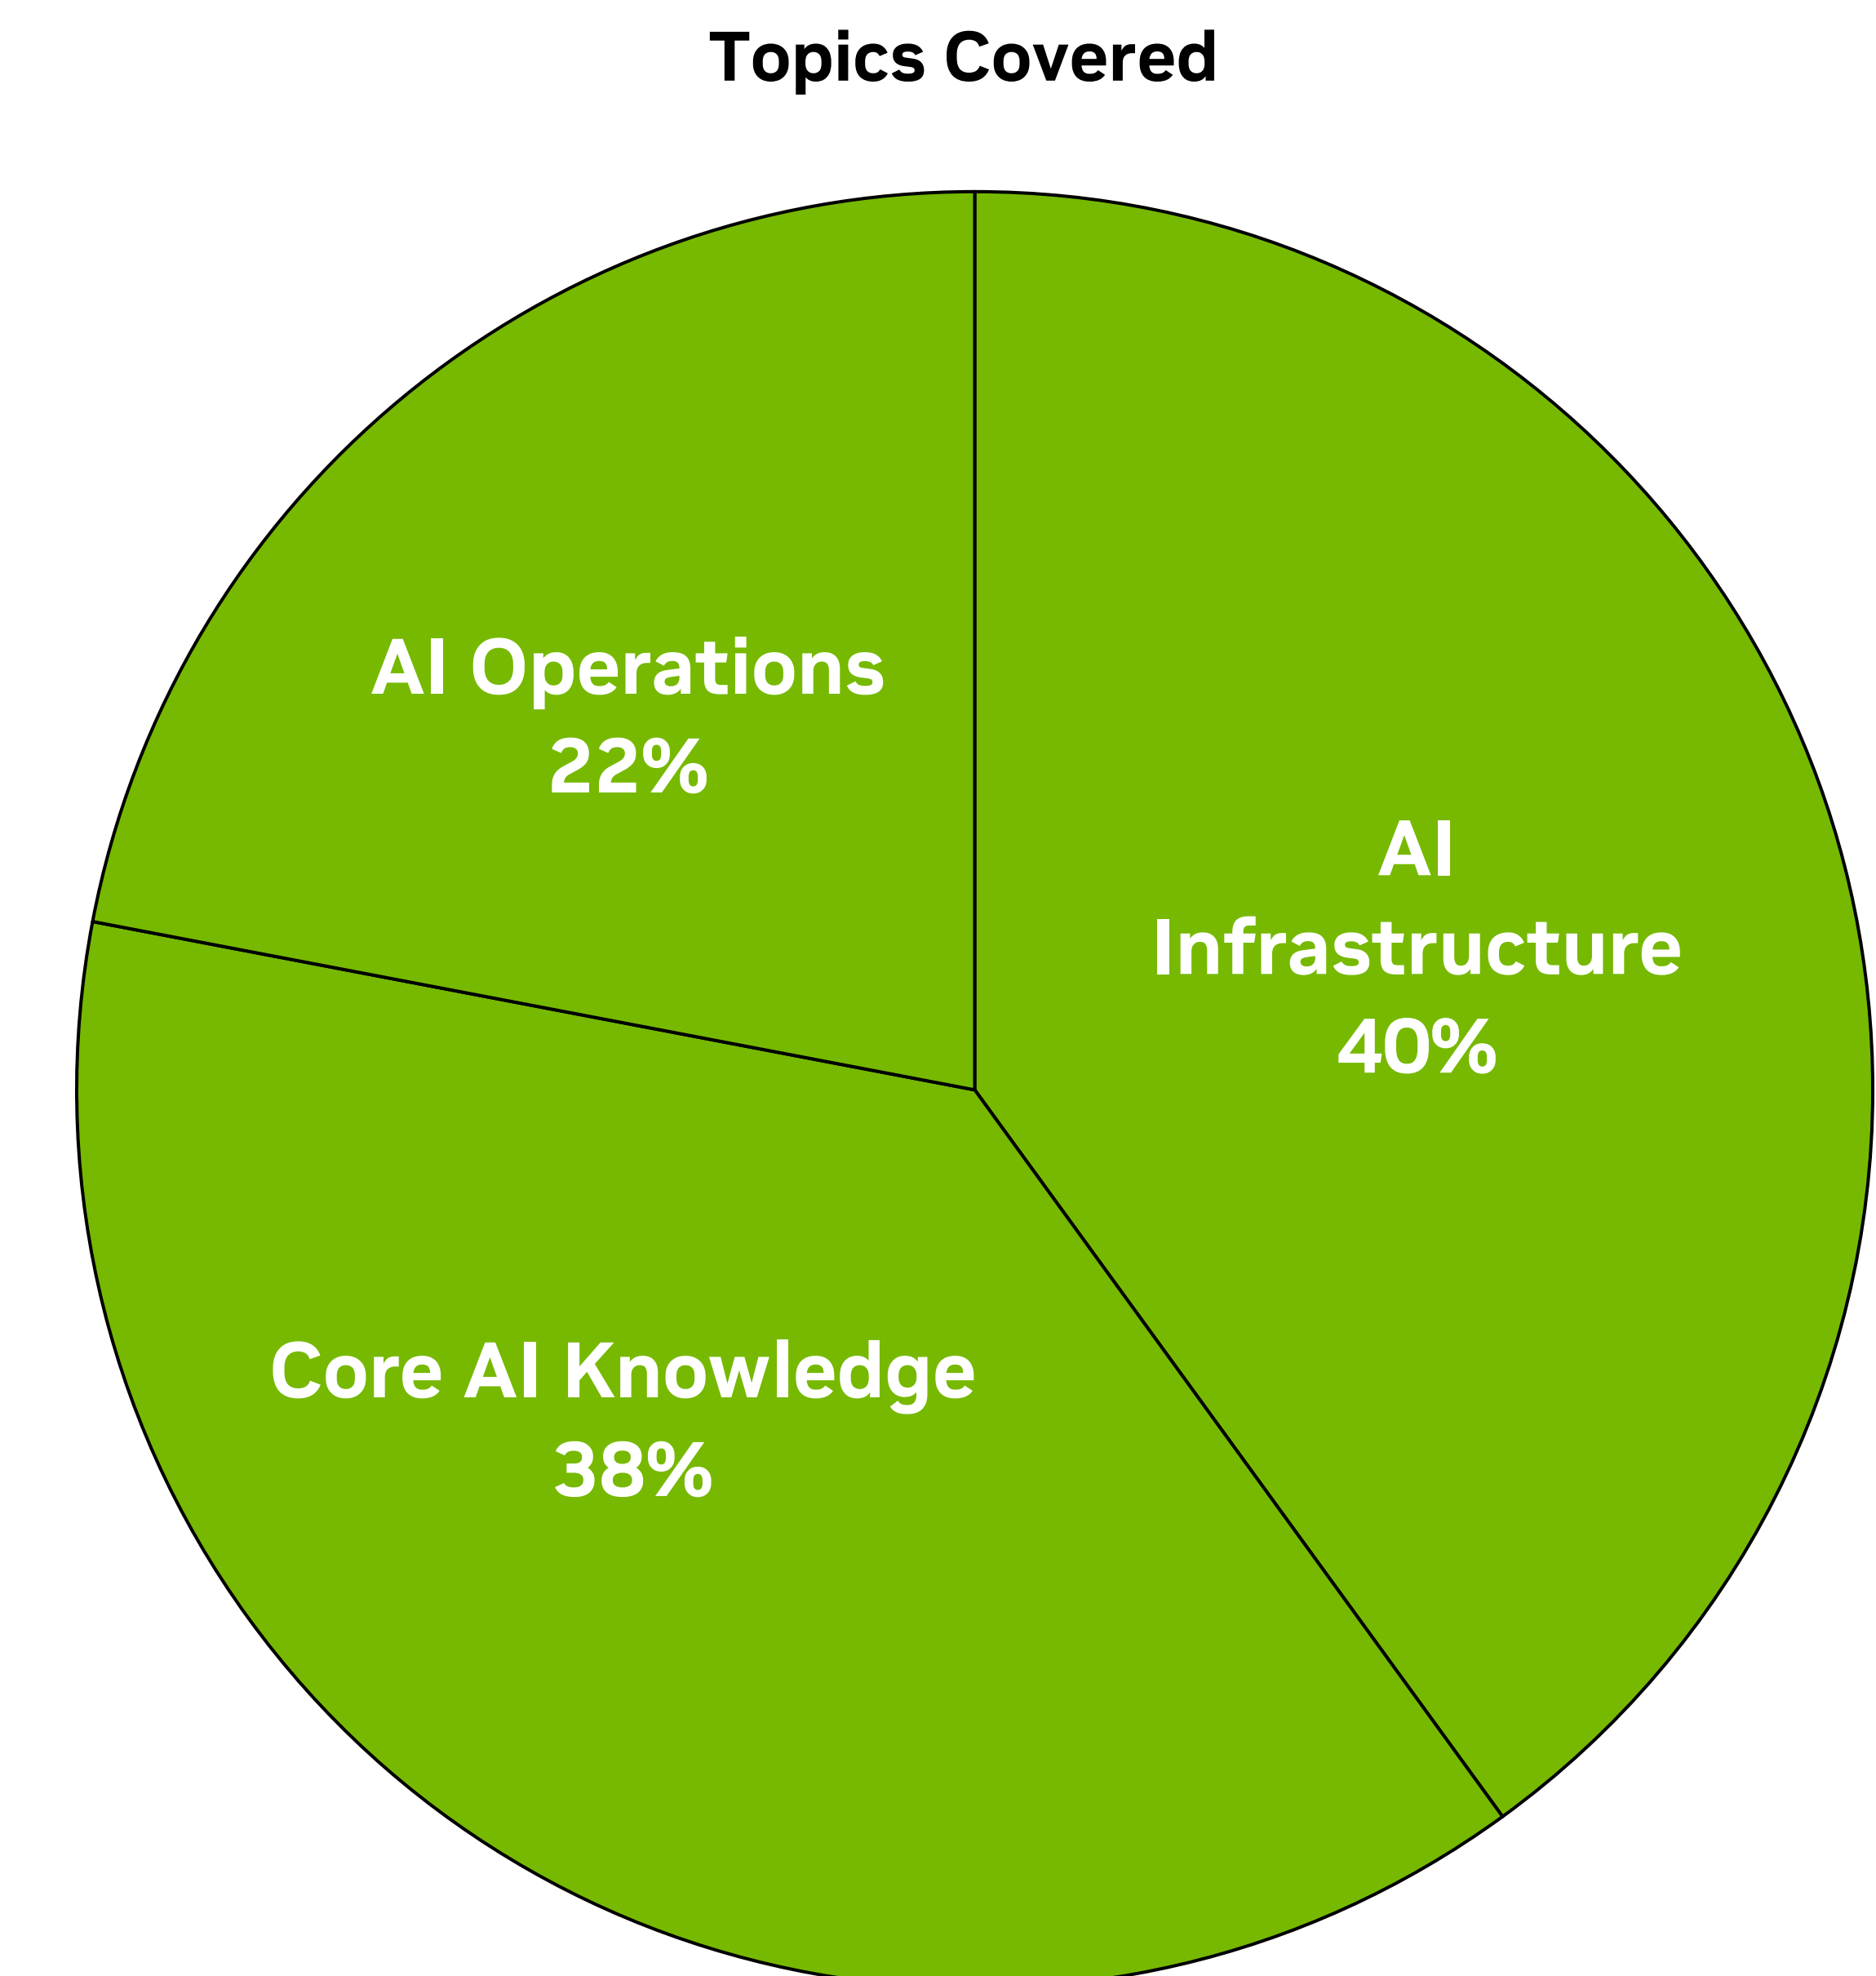 Topics Covered
AI Operations
22%
AI
Infrastructure
40%
Core AI Knowledge
38%